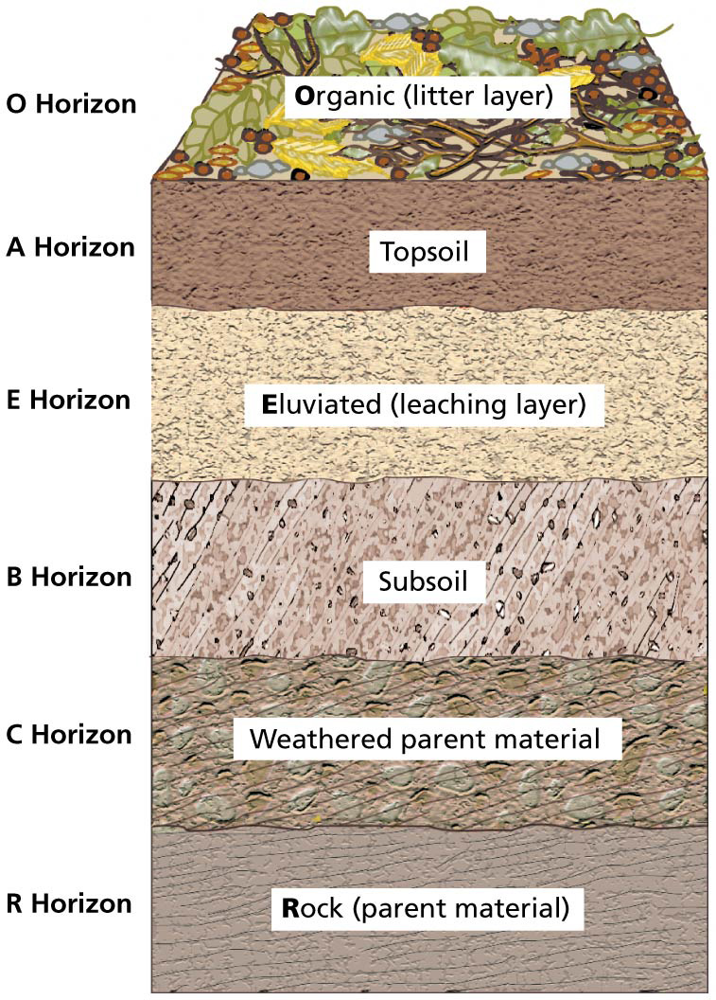 O Horizon
Organic (litter layer)
A Horizon
Topsoil
E Horizon
Eluviated (leaching layer)
B Horizon
Subsoil
C Horizon
Weathered parent material
R Horizon
Rock (parent material)